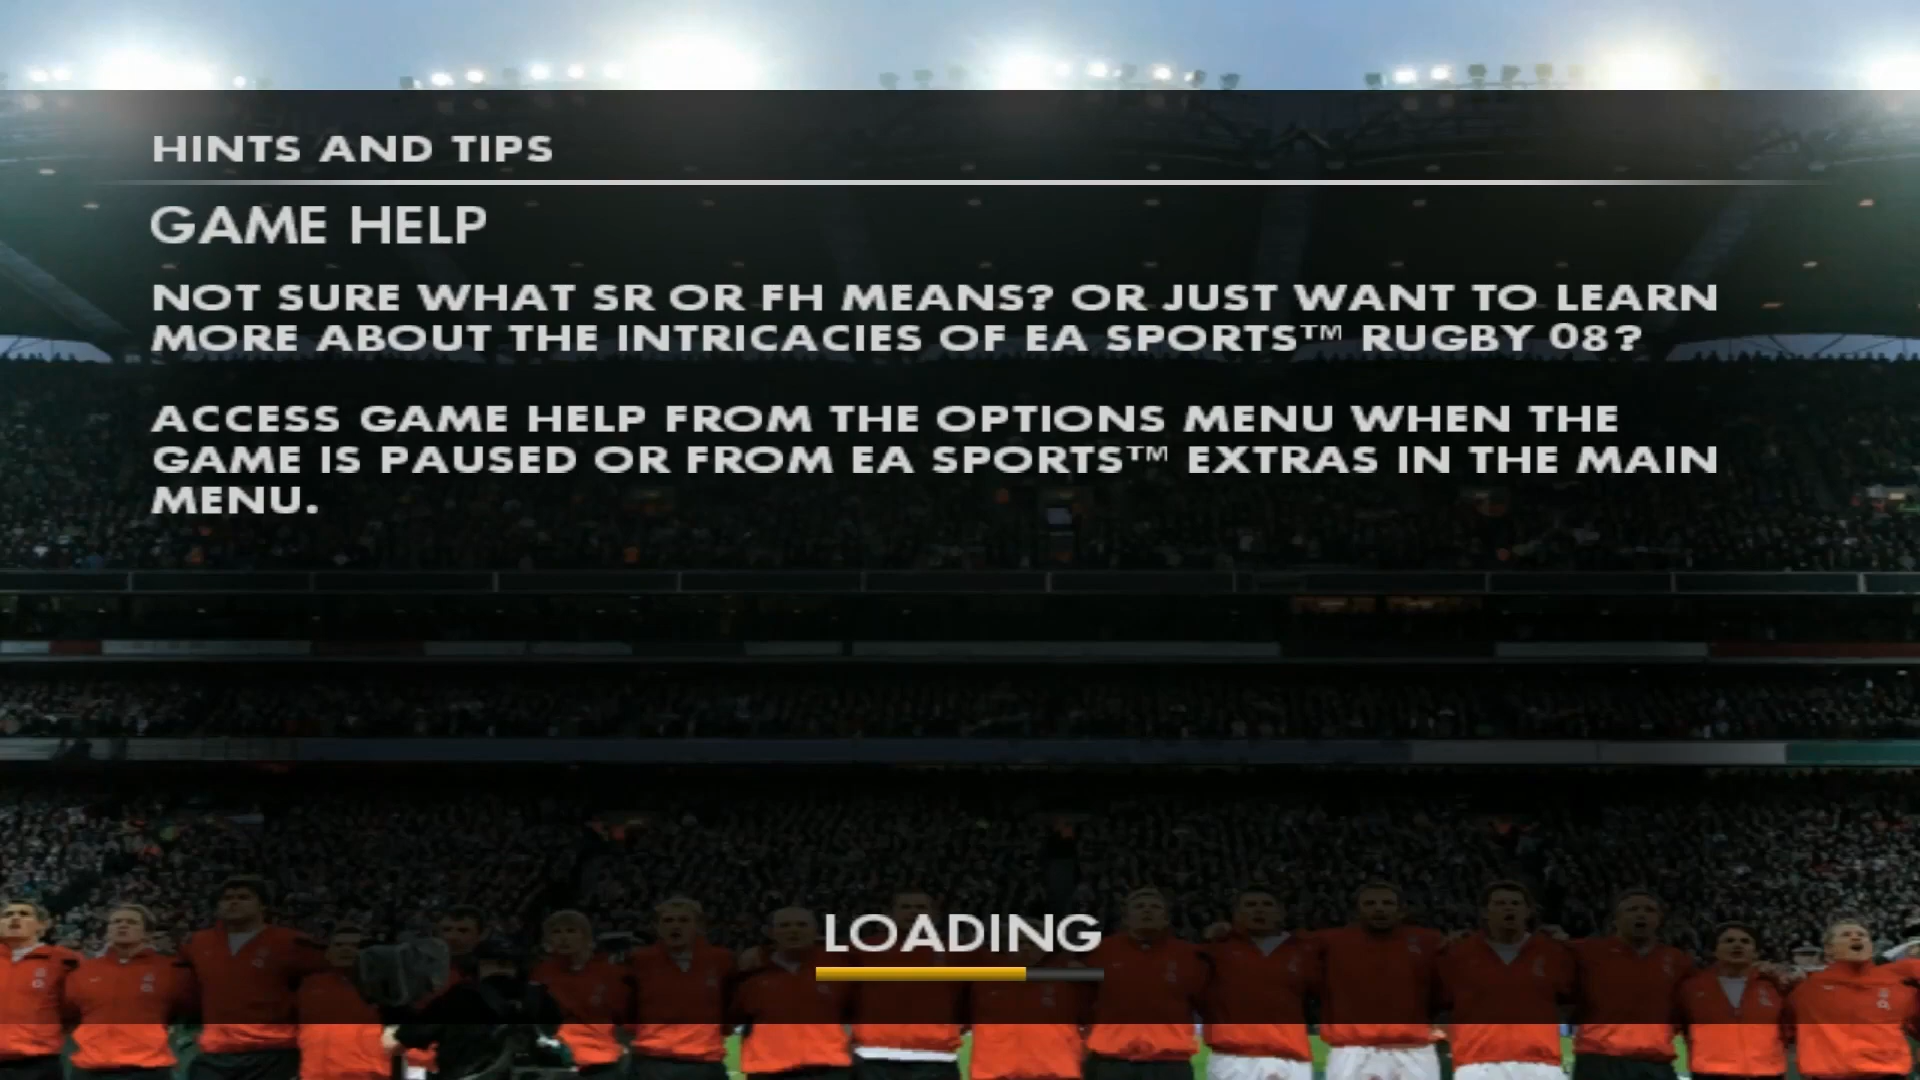 HINTS AND TIPS
GAME HELP
NOT SURE WHAT SR OR FH MEANS? OR JUST WANT TO LEARN
MORE ABOUT THE INTRICACIES OF EA SPORTS™ RUGBY 08?
ACCESS GAME HELP FROM THE OPTIONS MENU WHEN THE
GAME IS PAUSED OR FROM EA SPORTS™ EXTRAS IN THE MAIN
MENU.
LOADING